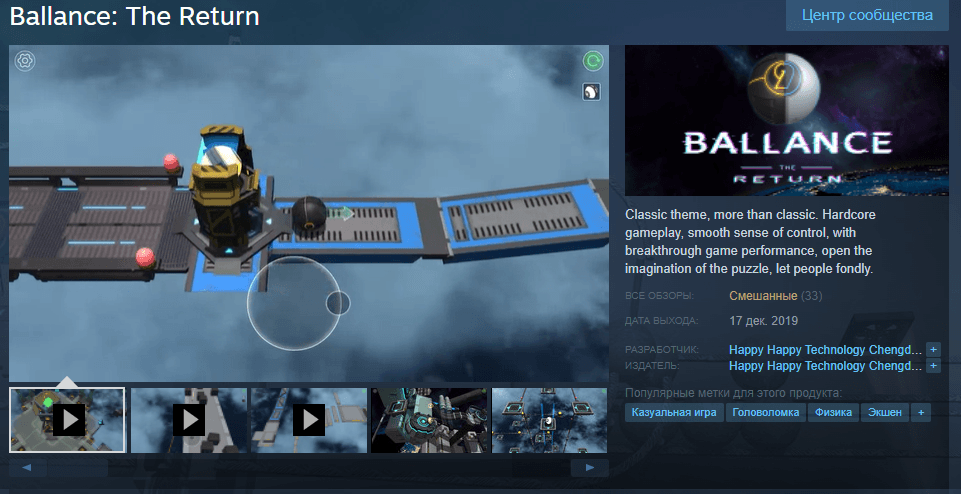 Ballance: The Return
Центр сообщества
BALLANCE
THE
RETURN
Classic theme, more than classic. Hardcore
gameplay, smooth sense of control, with
breakthrough game performance, open the
imagination of the puzzle, let people fondly.
ВСЕ ОБЗОРЫ: Смешанные (33)
ДАТА ВЫХОДА: 17 дек. 2019
РАЗРАБОТЧИК: Happy Happy Technology Chengd... +
ИЗДАТЕЛЬ: Happy Happy Technology Chengd... +
Популярные метки для этого продукта:
Казуальная игра Головоломка Физика Экшен +